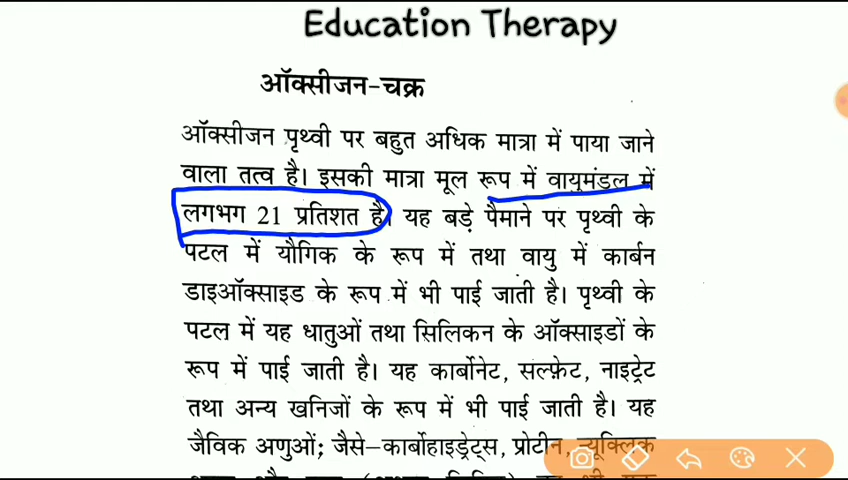 Education Therapy
ऑक्सीजन-चक्र
ऑक्सीजन पृथ्वी पर बहुत अधिक मात्रा में पाया जाने
वाला तत्व है। इसकी मात्रा मूल रूप में वायुमंडल में
लगभग 21 प्रतिशत है। यह बड़े पैमाने पर पृथ्वी के
पटल में यौगिक के रूप में तथा वायु में कार्बन
डाइऑक्साइड के रूप में भी पाई जाती है। पृथ्वी के
पटल में यह धातुओं तथा सिलिकन के ऑक्साइडों के
रूप में पाई जाती है। यह कार्बोनेट, सल्फ़ेट, नाइट्रेट
तथा अन्य खनिजों के रूप में भी पाई जाती है। यह
जैविक अणुओं; जैसे–कार्बोहाइड्रेट्स, प्रोटीन, न्यूक्लिक